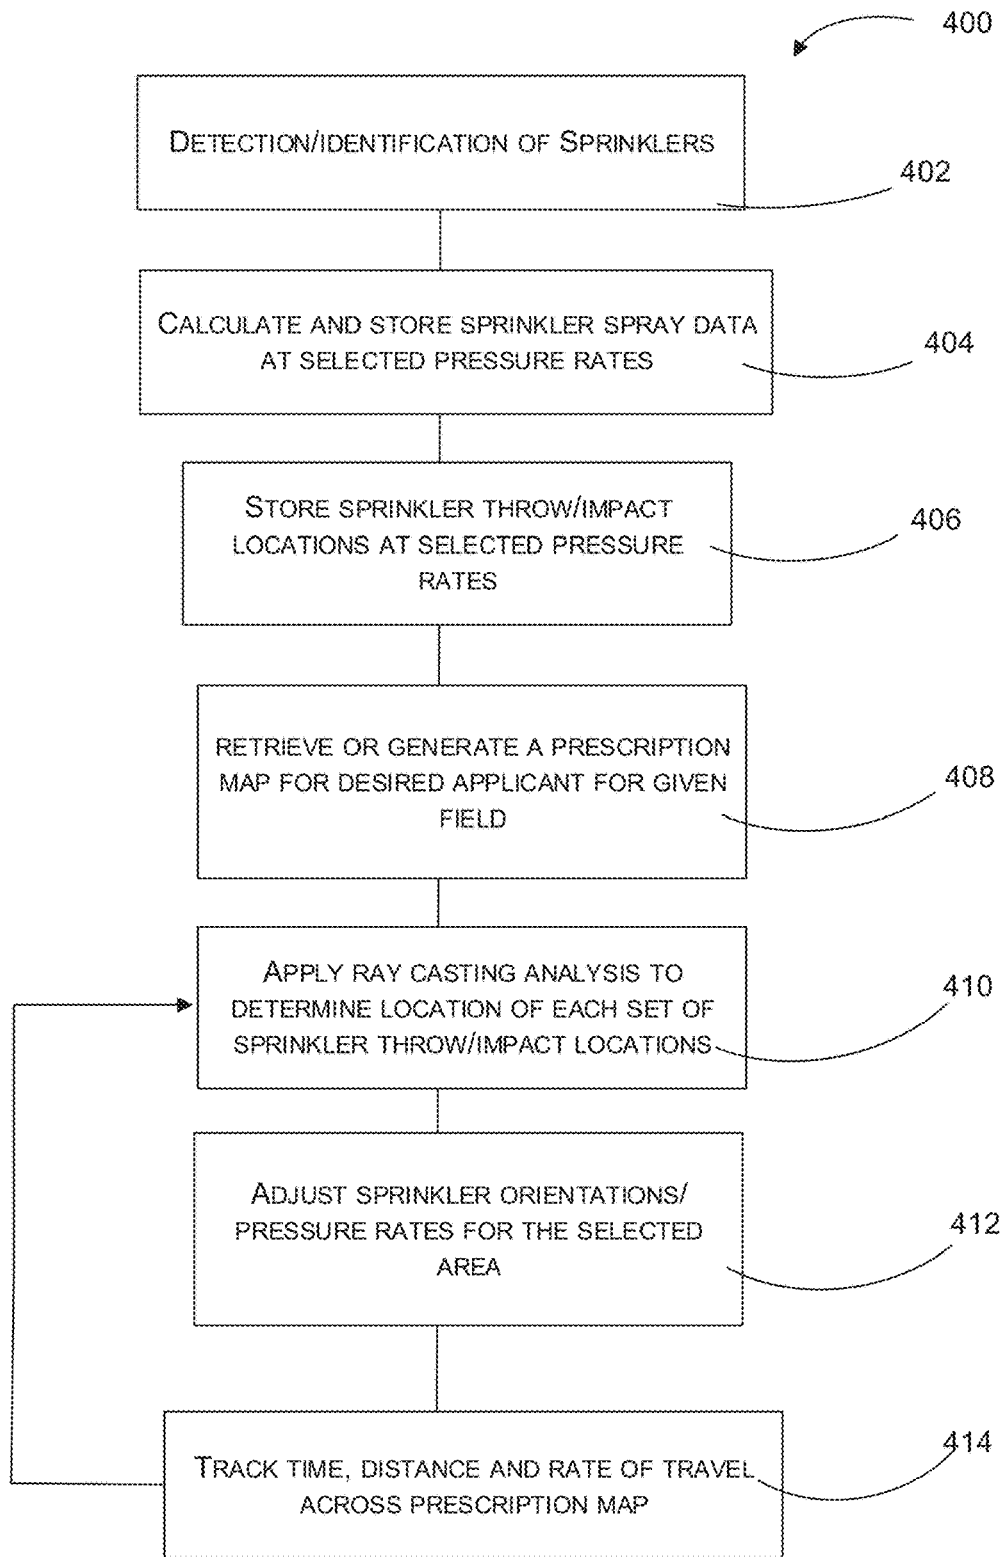 400
Detection/identification of Sprinklers
402
Calculate and store sprinkler spray data
at selected pressure rates
404
Store sprinkler throw/impact
locations at selected pressure
rates
406
retrieve or generate a prescription
map for desired applicant for given
field
408
Apply ray casting analysis to
determine location of each set of
sprinkler throw/impact locations
410
Adjust sprinkler orientations/
pressure rates for the selected
area
412
Track time, distance and rate of travel
across prescription map
414